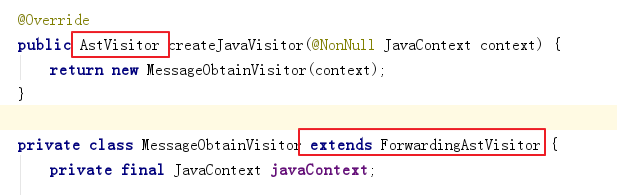 @Override
public AstVisitor createJavaVisitor(@NonNull JavaContext context) {
return new MessageObtainVisitor(context);
}
private class MessageObtainVisitor extends ForwardingAstVisitor {
private final JavaContext javaContext;